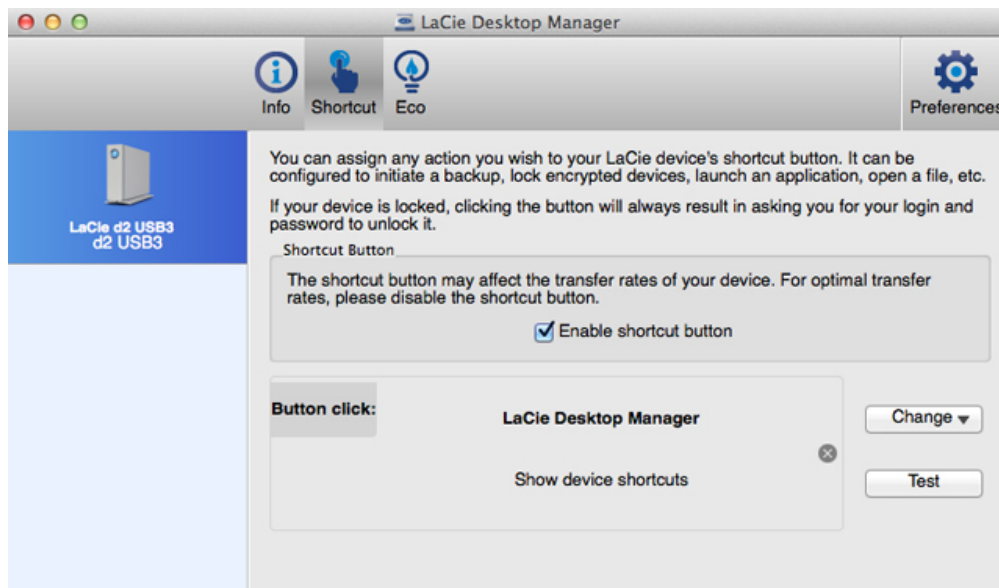 LaCie Desktop Manager
Info
Shortcut
Eco
Preferences
LaCie d2 USB3
d2 USB3
You can assign any action you wish to your LaCie device's shortcut button. It can be
configured to initiate a backup, lock encrypted devices, launch an application, open a file, etc.
If your device is locked, clicking the button will always result in asking you for your login and
password to unlock it.
Shortcut Button
The shortcut button may affect the transfer rates of your device. For optimal transfer
rates, please disable the shortcut button.
Enable shortcut button
Button click:
LaCie Desktop Manager
Show device shortcuts
Change
Test